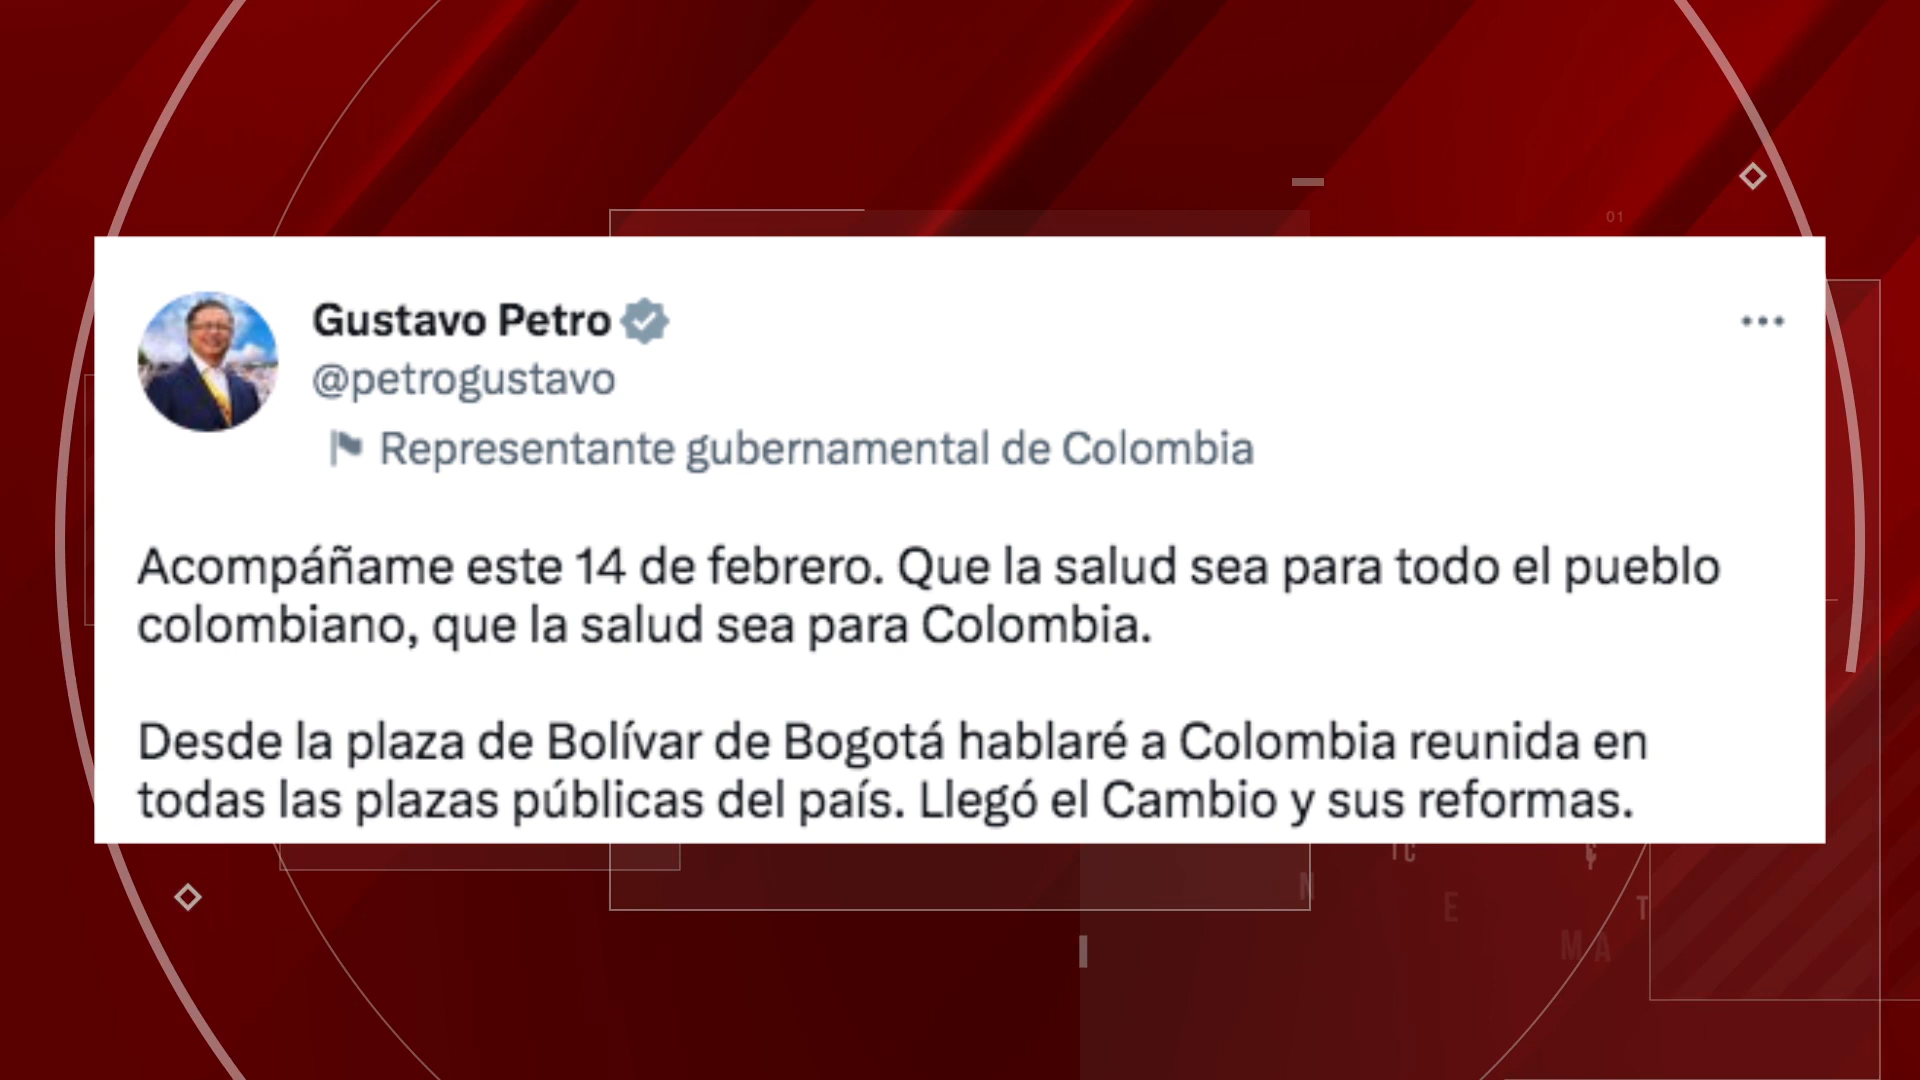 01
Gustavo Petro
@petrogustavo
Representante gubernamental de Colombia
Acompáñame este 14 de febrero. Que la salud sea para todo el pueblo
colombiano, que la salud sea para Colombia.
Desde la plaza de Bolívar de Bogotá hablaré a Colombia reunida en
todas las plazas públicas del país. Llegó el Cambio y sus reformas.
N
E
T
M A